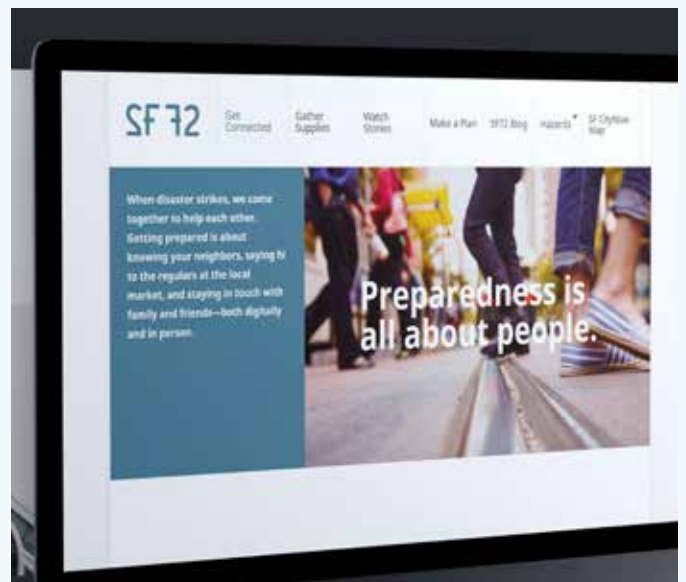 SF 72
Get
Connected
Gather
Supplies
Watch
Stories
Make a Plan
SF72 Blog
Hazards
SF CityNow
Map
When disaster strikes, we come
together to help each other.
Getting prepared is about
knowing your neighbors, saying hi
to the regulars at the local
market, and staying in touch with
family and friends—both digitally
and in person.
Preparedness is
all about people.